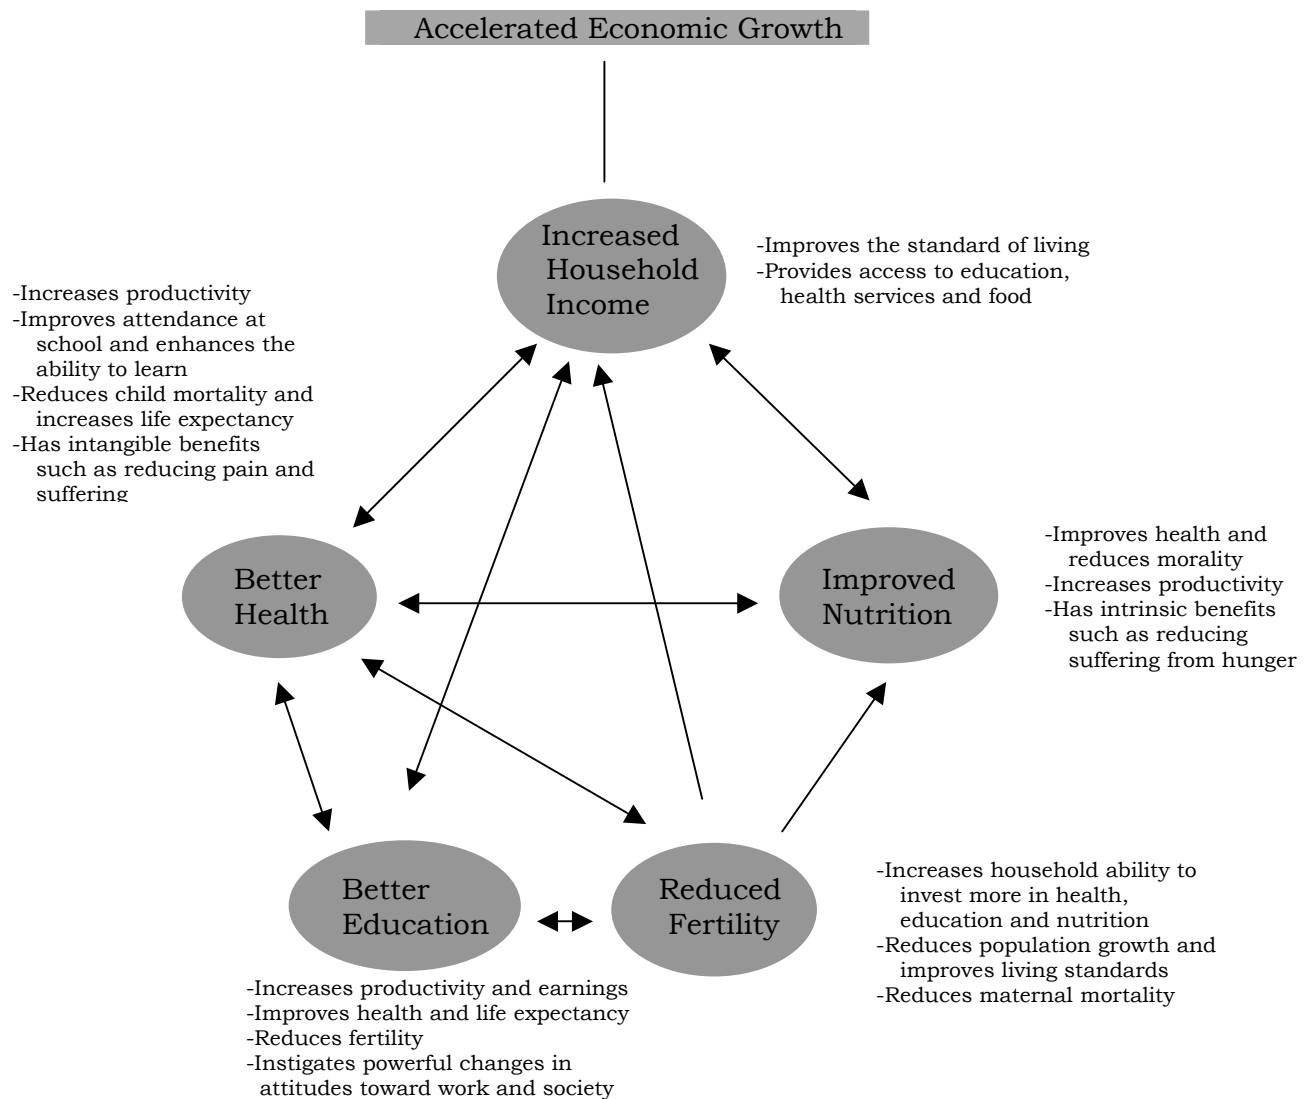 Accelerated Economic Growth
Increased
Household
Income
-Improves the standard of living
-Provides access to education,
health services and food
-Increases productivity
-Improves attendance at
school and enhances the
ability to learn
-Reduces child mortality and
increases life expectancy
-Has intangible benefits
such as reducing pain and
suffering
Better
Health
Improved
Nutrition
-Improves health and
reduces morality
-Increases productivity
-Has intrinsic benefits
such as reducing
suffering from hunger
Better
Education
Reduced
Fertility
-Increases household ability to
invest more in health,
education and nutrition
-Reduces population growth and
improves living standards
-Reduces maternal mortality
-Increases productivity and earnings
-Improves health and life expectancy
-Reduces fertility
-Instigates powerful changes in
attitudes toward work and society